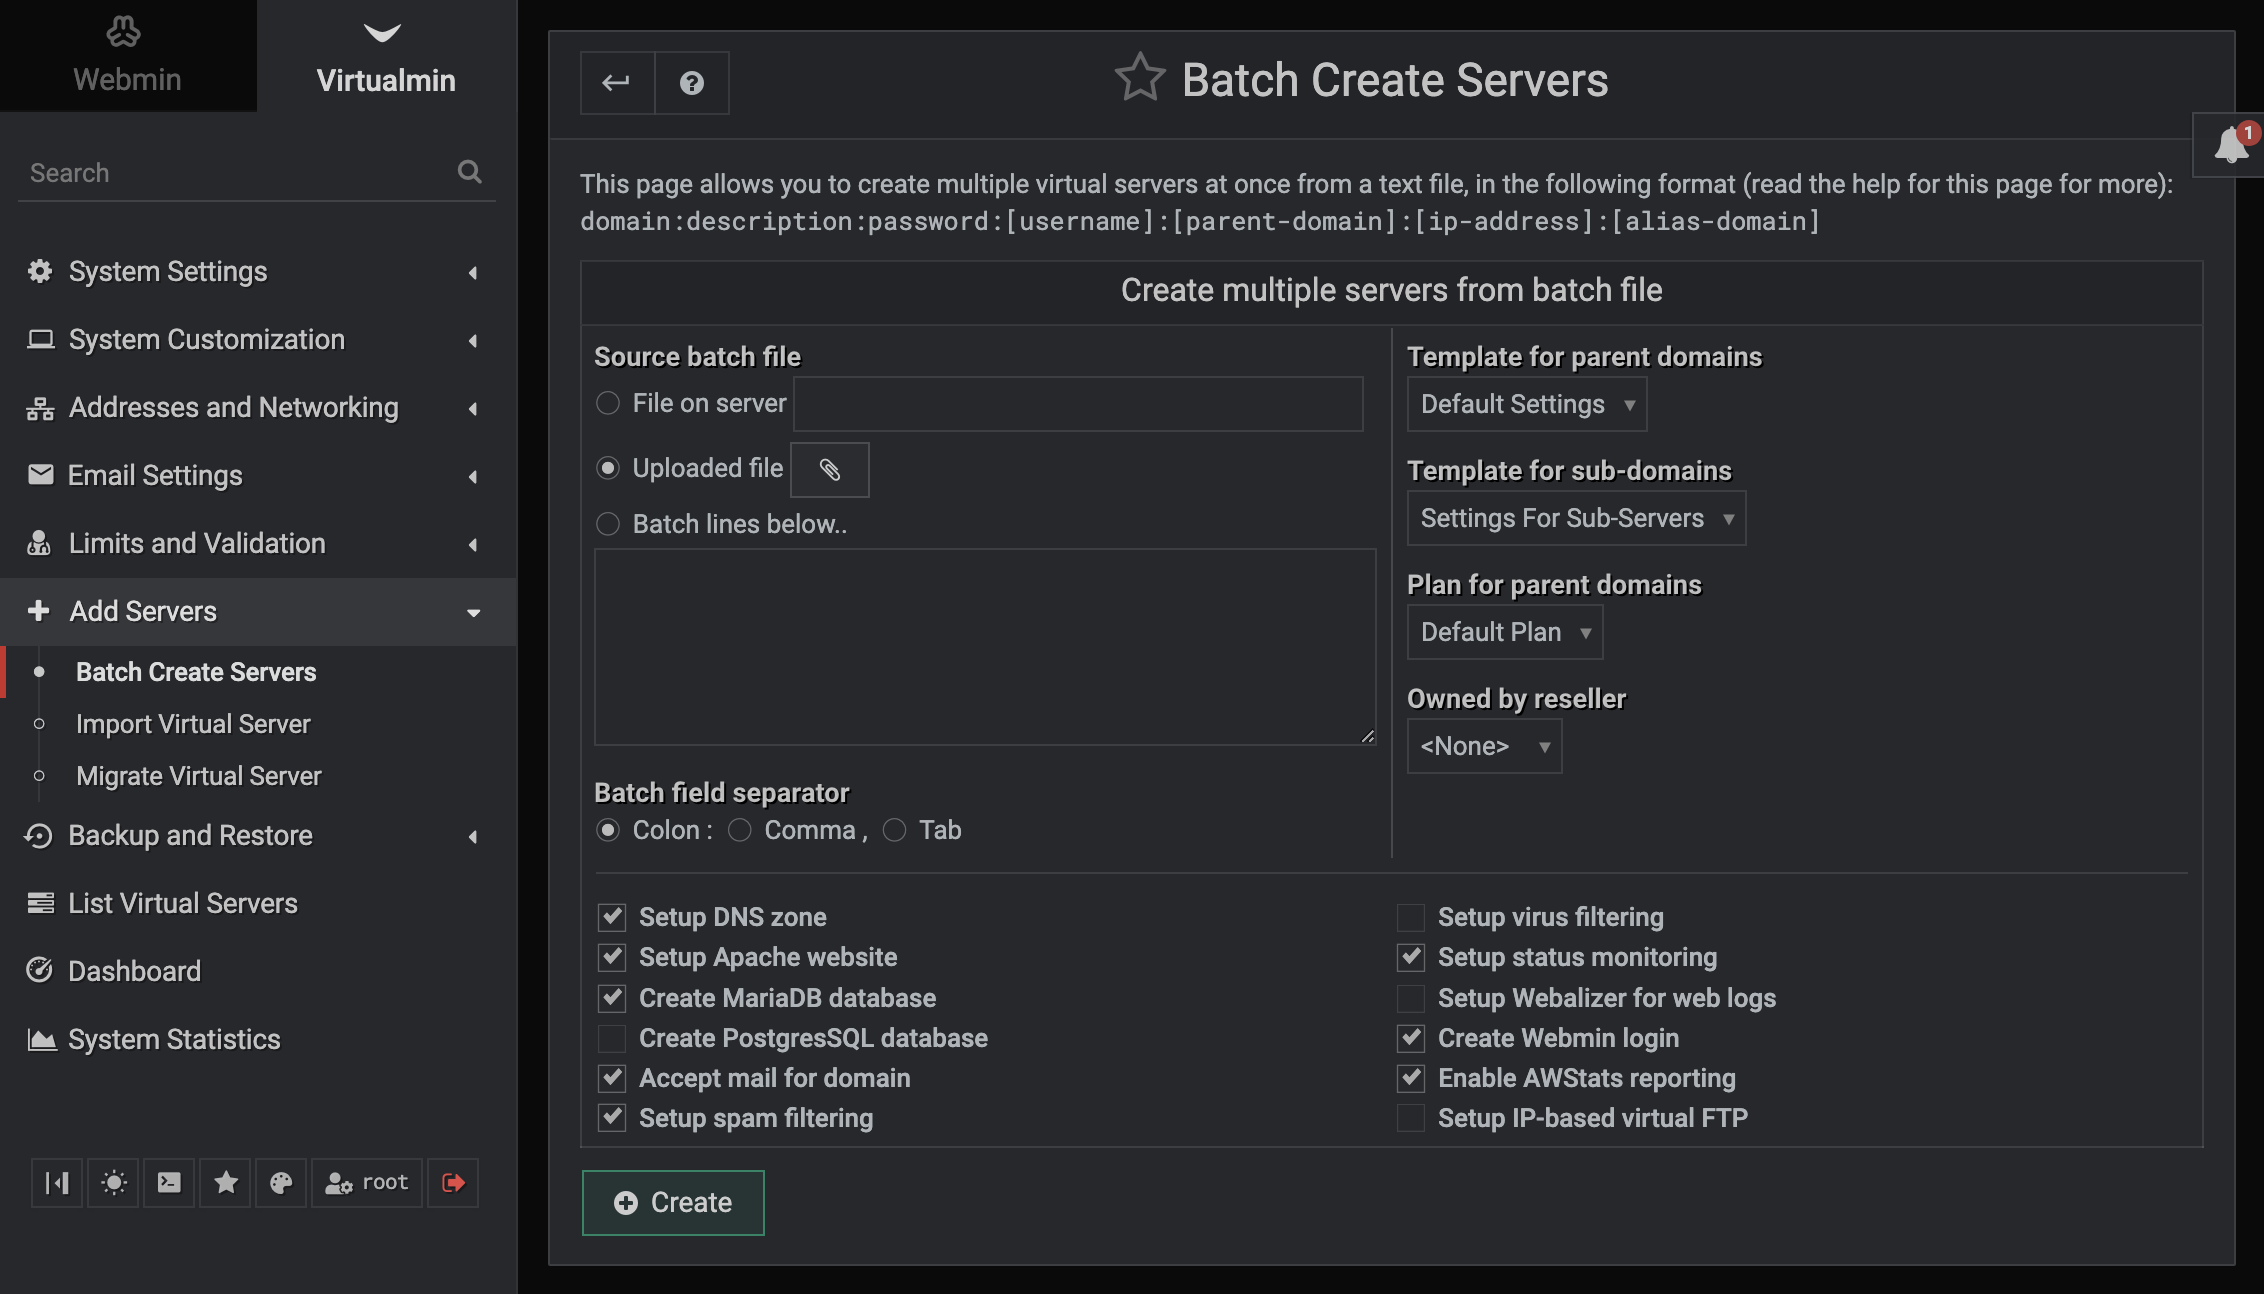 Webmin
Virtualmin
Search
System Settings
System Customization
Addresses and Networking
Email Settings
Limits and Validation
Add Servers
Batch Create Servers
Import Virtual Server
Migrate Virtual Server
Backup and Restore
List Virtual Servers
Dashboard
System Statistics
root
Batch Create Servers
1
This page allows you to create multiple virtual servers at once from a text file, in the following format (read the help for this page for more):
domain:description:password:[username]:[parent-domain]:[ip-address]:[alias-domain]
Create multiple servers from batch file
Source batch file
File on server
Uploaded file
Batch lines below..
Batch field separator
Colon : Comma , Tab
Template for parent domains
Default Settings
Template for sub-domains
Settings For Sub-Servers
Plan for parent domains
Default Plan
Owned by reseller
<None>
Setup DNS zone
Setup Apache website
Create MariaDB database
Create PostgresSQL database
Accept mail for domain
Setup spam filtering
Setup virus filtering
Setup status monitoring
Setup Webalizer for web logs
Create Webmin login
Enable AWStats reporting
Setup IP-based virtual FTP
Create